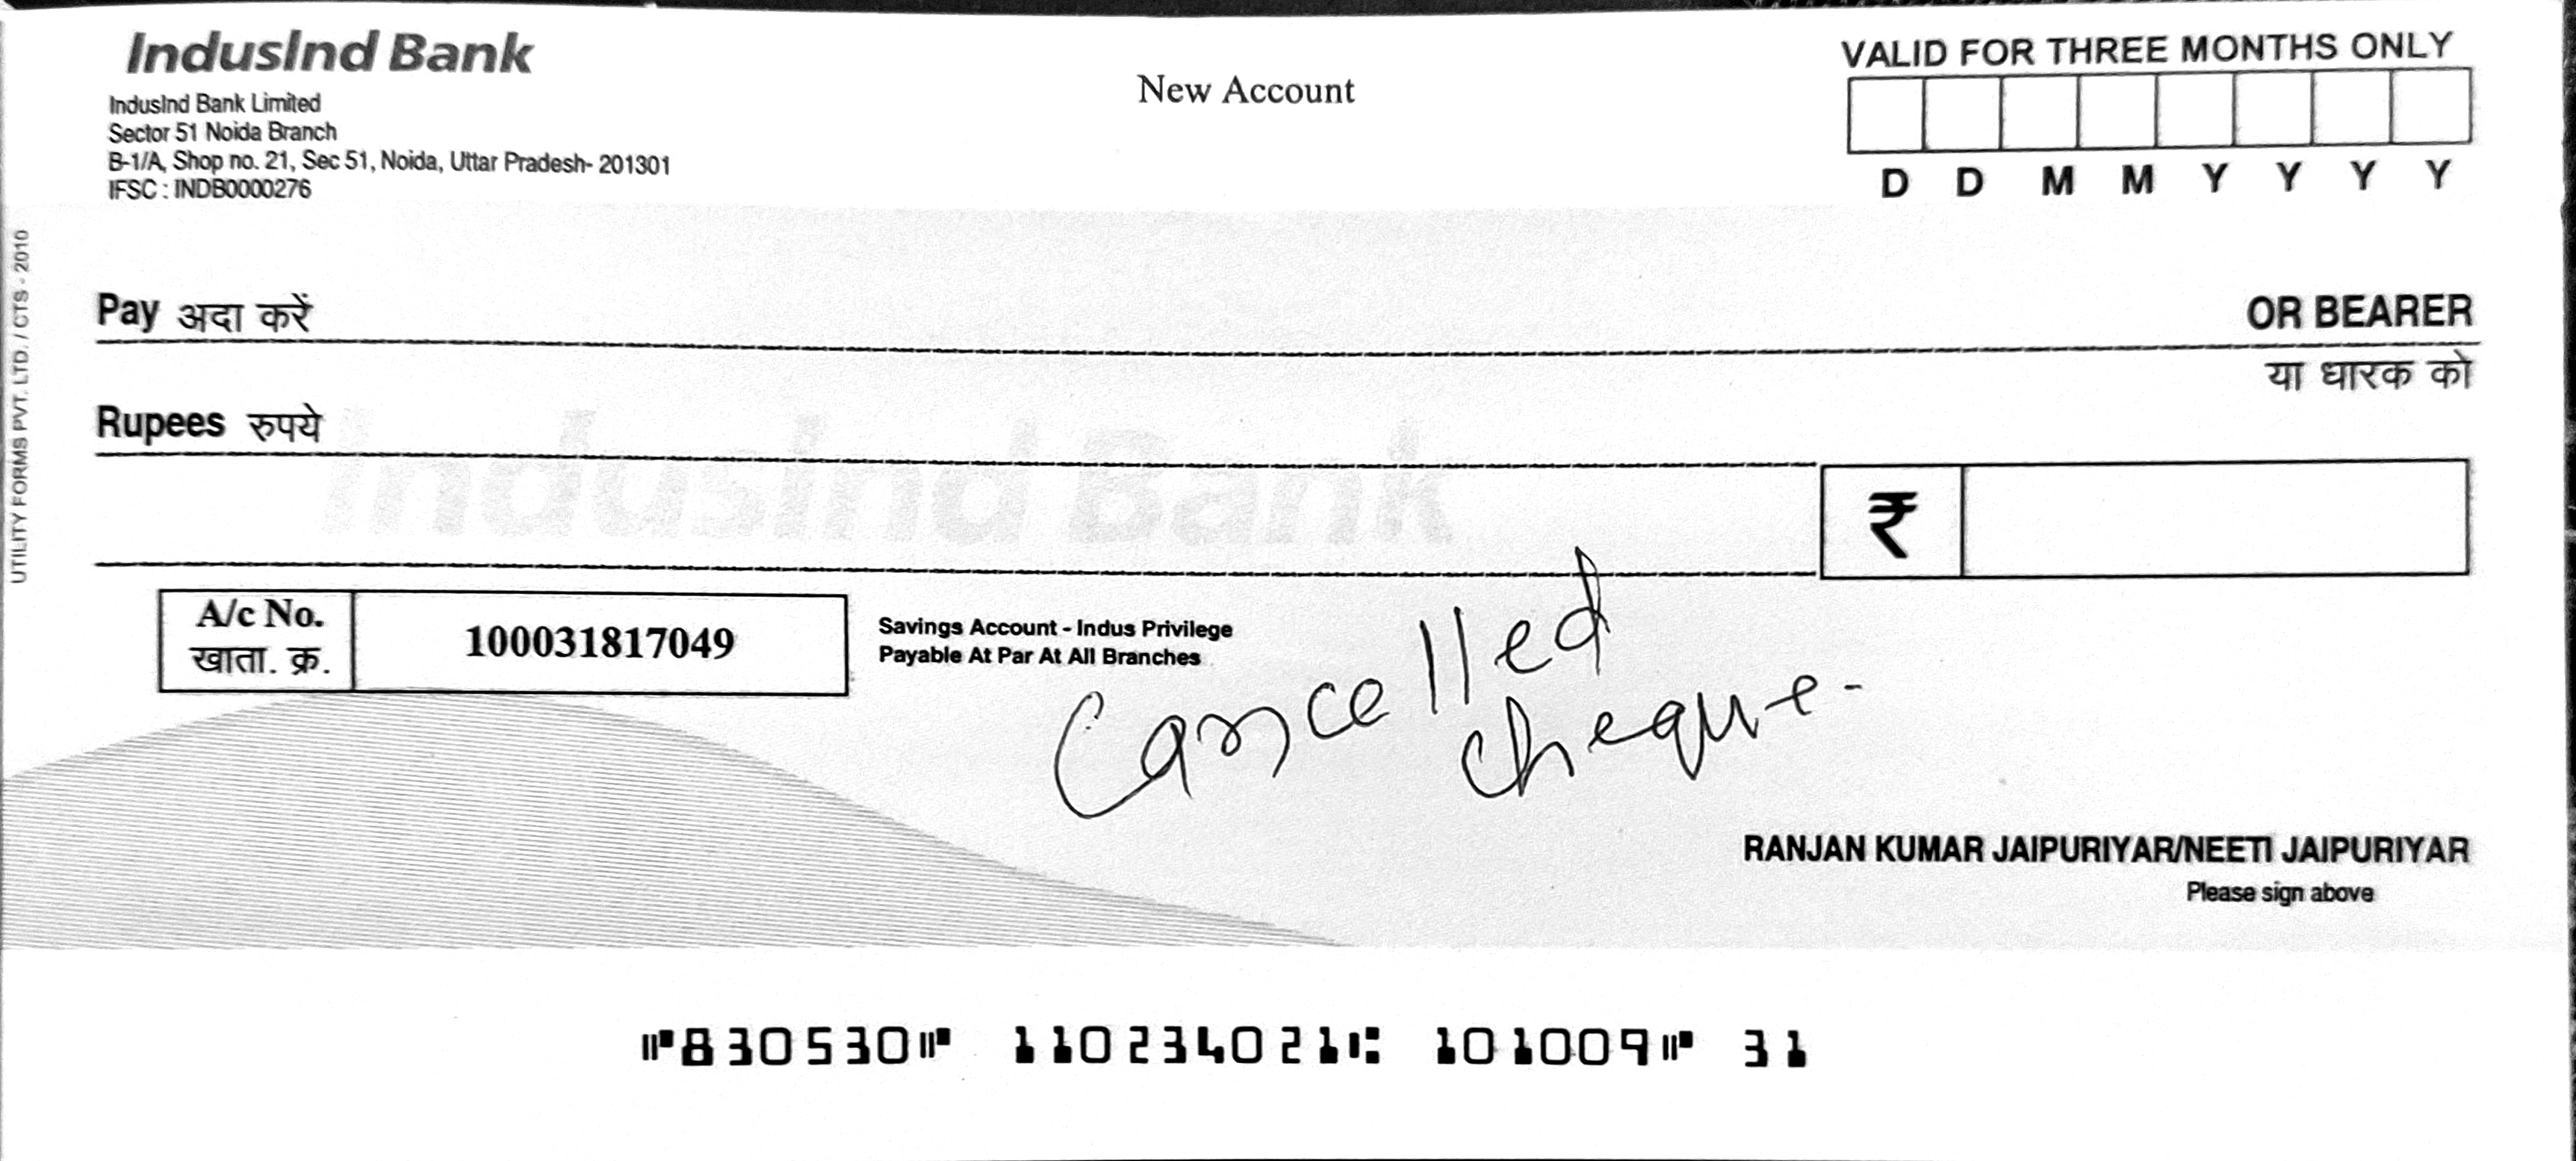 IndusInd Bank
IndusInd Bank Limited
Sector 51 Noida Branch
B-1/A, Shop no. 21, Sec 51, Noida, Uttar Pradesh- 201301
IFSC : INDB0000276
New Account
VALID FOR THREE MONTHS ONLY
D D M M Y Y Y Y
UTILITY FORMS PVT. LTD. / CTS - 2010
Pay अदा करें
OR BEARER
या धारक को
Rupees रुपये
IndusInd Bank
₹
A/c No.
खाता. क्र.
100031817049
Savings Account - Indus Privilege
Payable At Par At All Branches
Cancelled
cheque-
RANJAN KUMAR JAIPURIYAR/NEETI JAIPURIYAR
Please sign above
⑈830530⑈ 110234021⑆ 101009⑈ 31